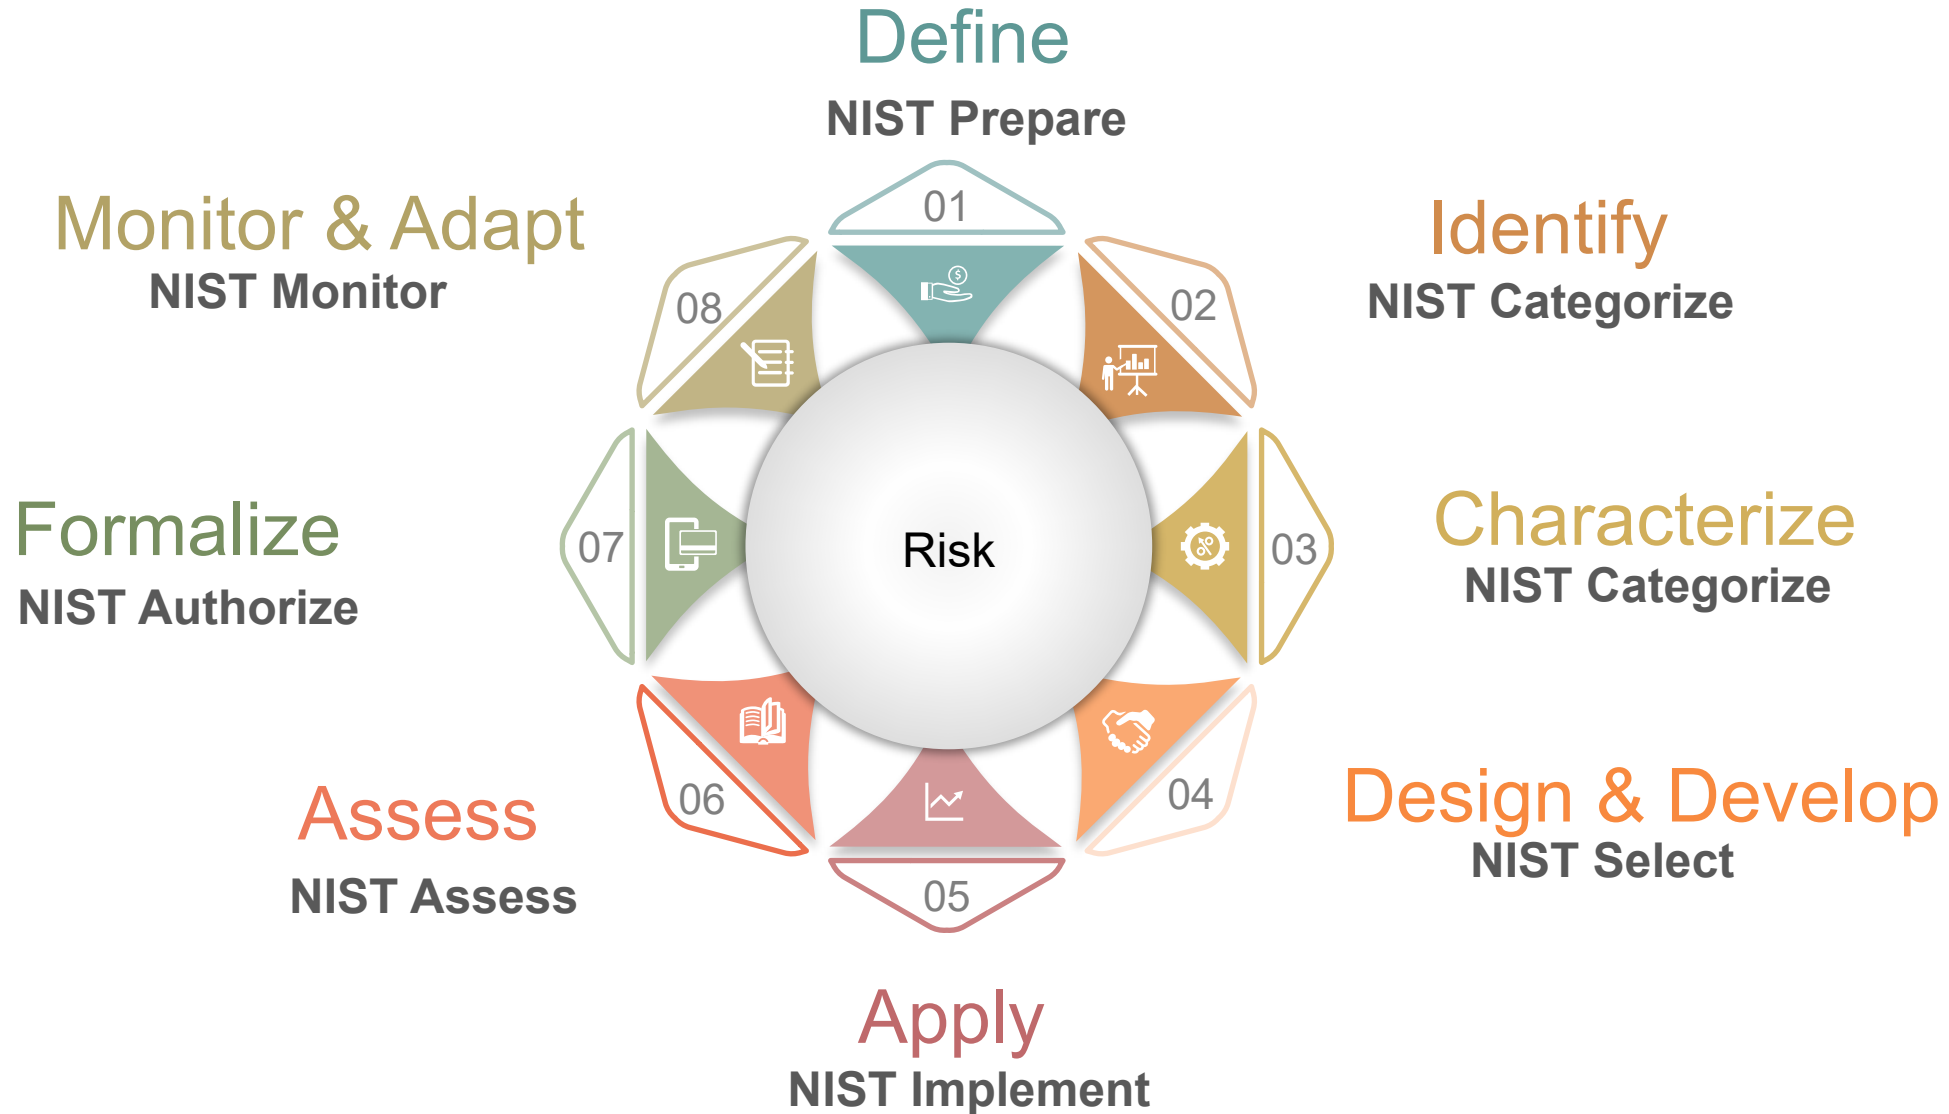 Define
NIST Prepare
01
Identify
NIST Categorize
02
Characterize
NIST Categorize
03
Design & Develop
NIST Select
04
Apply
NIST Implement
05
Assess
NIST Assess
06
Formalize
NIST Authorize
07
Monitor & Adapt
NIST Monitor
08
Risk